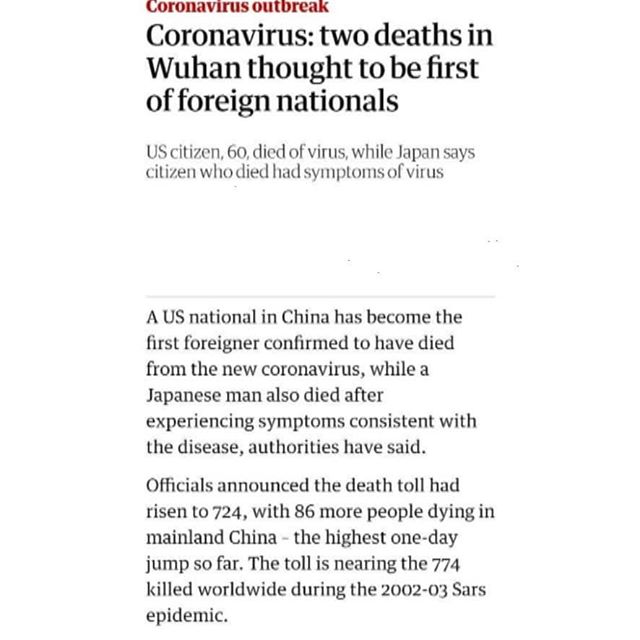 Coronavirus outbreak
Coronavirus: two deaths in
Wuhan thought to be first
of foreign nationals
US citizen, 60, died of virus, while Japan says
citizen who died had symptoms of virus
A US national in China has become the
first foreigner confirmed to have died
from the new coronavirus, while a
Japanese man also died after
experiencing symptoms consistent with
the disease, authorities have said.
Officials announced the death toll had
risen to 724, with 86 more people dying in
mainland China - the highest one-day
jump so far. The toll is nearing the 774
killed worldwide during the 2002-03 Sars
epidemic.